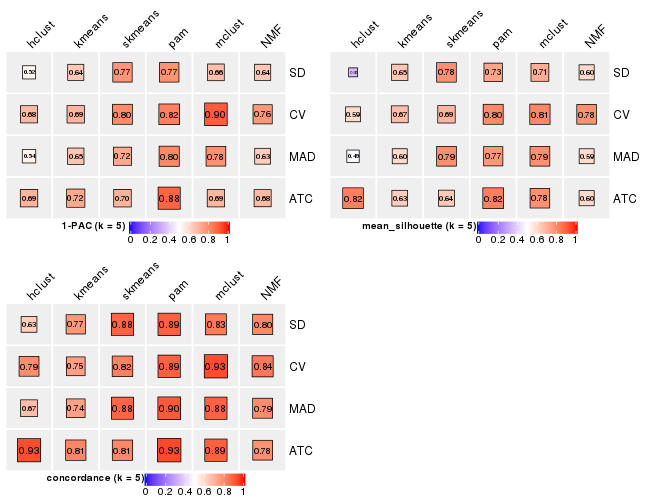 hclust kmeans skmeans pam mclust NMF
0.52 0.64 0.77 0.77 0.66 0.64 SD
0.68 0.69 0.80 0.82 0.90 0.76 CV
0.54 0.65 0.72 0.80 0.78 0.63 MAD
0.69 0.72 0.70 0.88 0.69 0.68 ATC
1-PAC (k = 5)
0 0.2 0.4 0.6 0.8 1
hclust kmeans skmeans pam mclust NMF
0.65 0.78 0.73 0.71 0.60 SD
0.59 0.67 0.69 0.80 0.81 0.78 CV
0.49 0.60 0.79 0.77 0.79 0.59 MAD
0.82 0.63 0.64 0.82 0.78 0.60 ATC
mean_silhouette (k = 5)
0 0.2 0.4 0.6 0.8 1
hclust kmeans skmeans pam mclust NMF
0.63 0.77 0.88 0.89 0.83 0.80 SD
0.79 0.75 0.82 0.89 0.93 0.84 CV
0.67 0.74 0.88 0.90 0.88 0.79 MAD
0.93 0.81 0.81 0.93 0.89 0.78 ATC
concordance (k = 5)
0 0.2 0.4 0.6 0.8 1